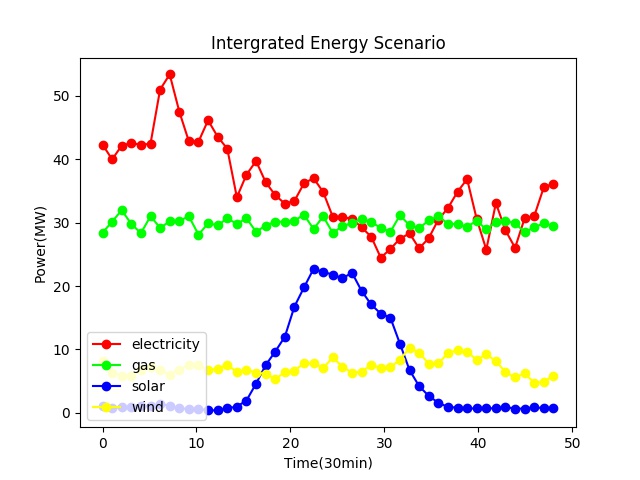 Intergrated Energy Scenario
Power(MW)
50
40
30
20
10
0
electricity
gas
solar
wind
0 10 20 30 40 50
Time(30min)